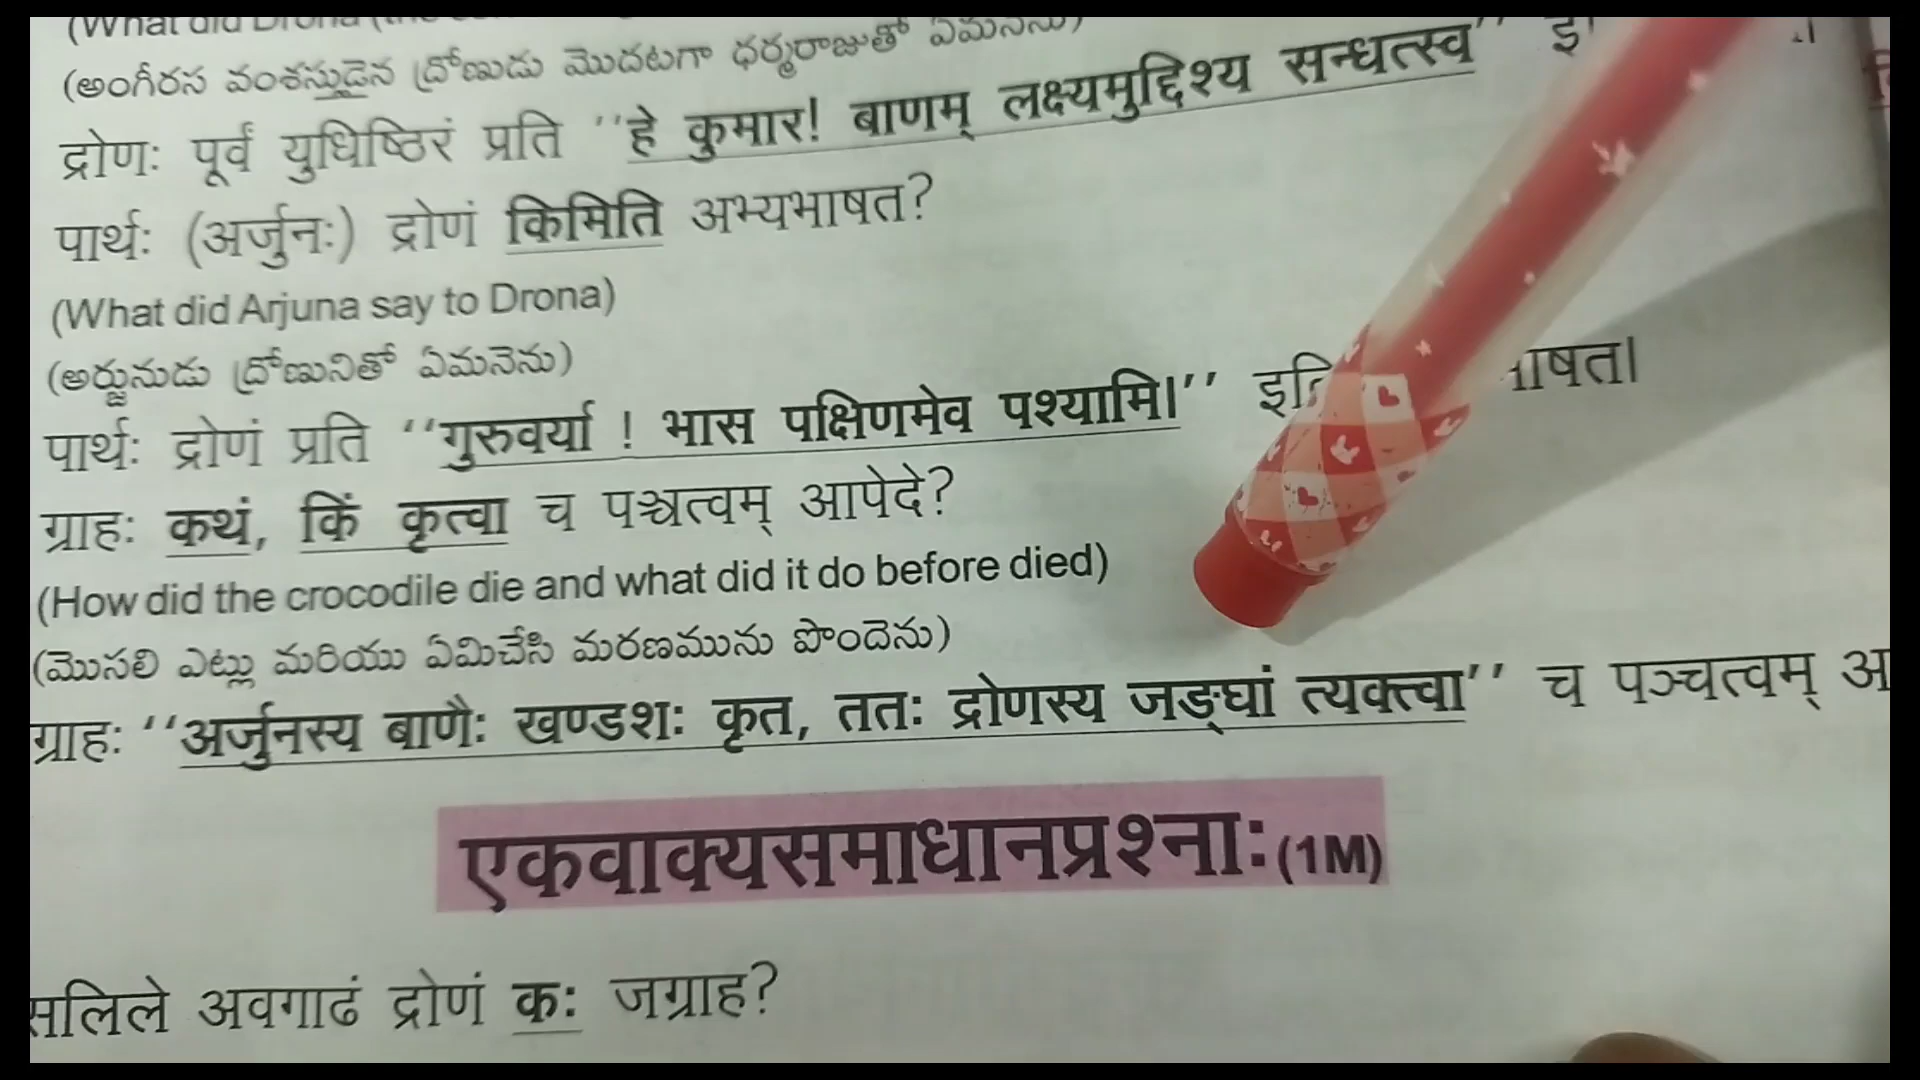 (What did Drona
(అంగీరస వంశస్తుడైన ద్రోణుడు మొదటగా ధర్మరాజుతో ఏమనెను)
द्रोणः पूर्वं युधिष्ठिरं प्रति ‘‘हे कुमार! बाणम् लक्ष्यमुद्दिश्य सन्धत्स्व’’
पार्थः (अर्जुनः) द्रोणं किमिति अभ्यभाषत?
(What did Arjuna say to Drona)
(అర్జునుడు ద్రోణునితో ఏమనెను)
पार्थः द्रोणं प्रति ‘‘गुरुवर्या ! भास पक्षिणमेव पश्यामि।’’
ग्राहः कथं, किं कृत्वा च पञ्चत्वम् आपेदे?
(How did the crocodile die and what did it do before died)
(మొసలి ఎట్లు మరియు ఏమిచేసి మరణమును పొందెను)
ग्राहः ‘‘अर्जुनस्य बाणैः खण्डशः कृत, ततः द्रोणस्य जङ्घां त्यक्त्वा’’ च पञ्चत्वम्
एकवाक्यसमाधानप्रश्नाः (1M)
सलिले अवगाढं द्रोणं कः जग्राह?